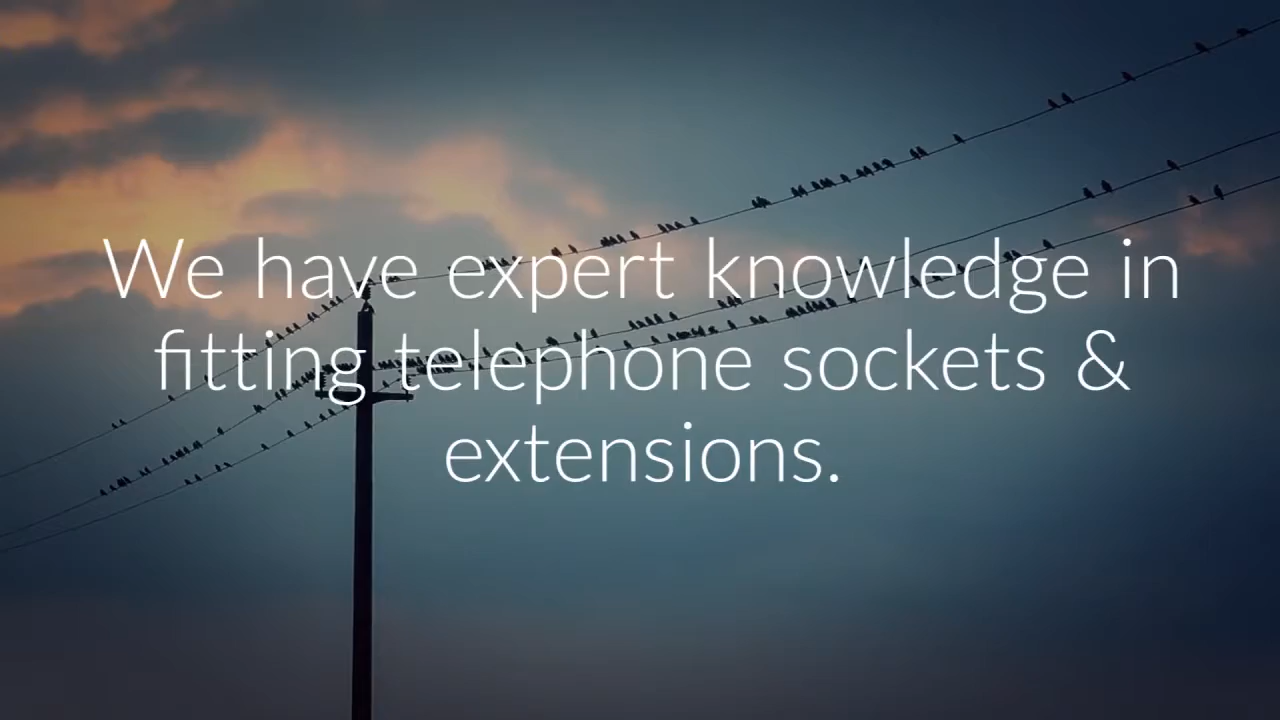 We have expert knowledge in
fitting telephone sockets &
extensions.